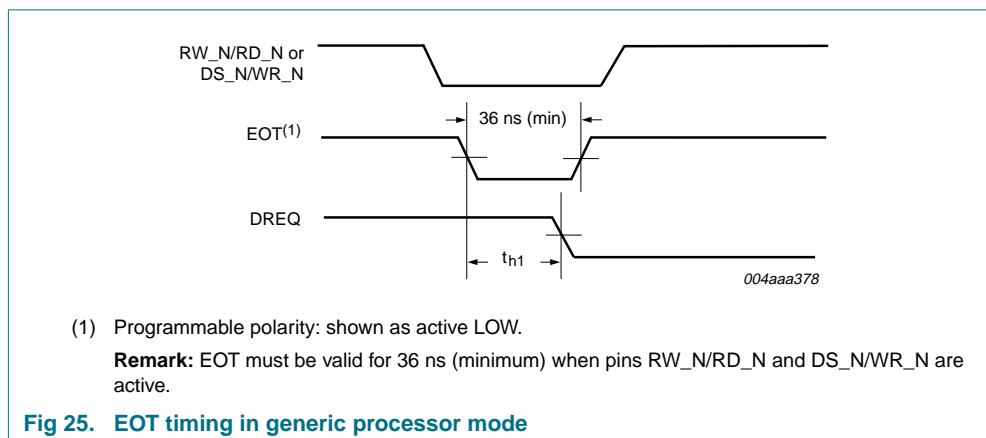 RW_N/RD_N or
DS_N/WR_N
36 ns (min)
EOT(1)
DREQ
th1
004aaa378
(1) Programmable polarity: shown as active LOW.
Remark: EOT must be valid for 36 ns (minimum) when pins RW_N/RD_N and DS_N/WR_N are
active.
Fig 25. EOT timing in generic processor mode